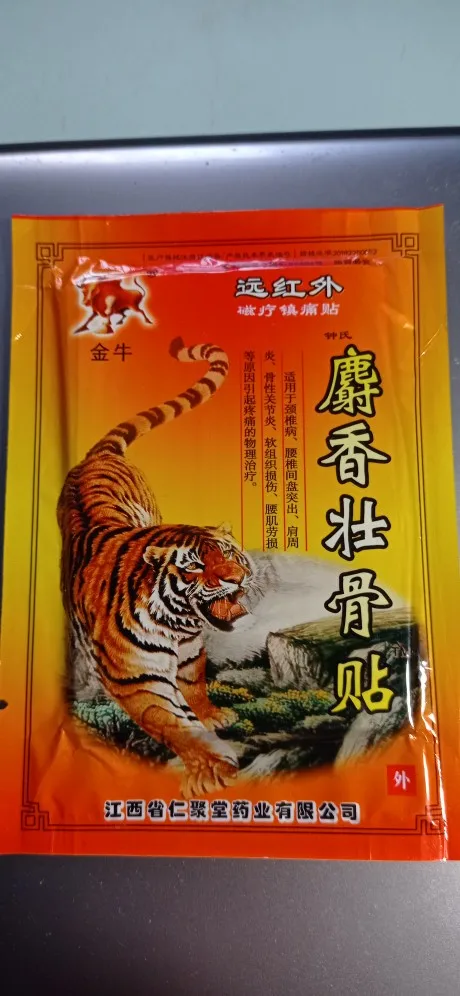 远红外
磁疗镇痛贴
金牛
钟氏
麝香壮骨贴
适用于颈椎病、腰椎间盘突出、肩周
炎、骨性关节炎、软组织损伤、腰肌劳损
等原因引起疼痛的物理治疗。
外
江西省仁聚堂药业有限公司